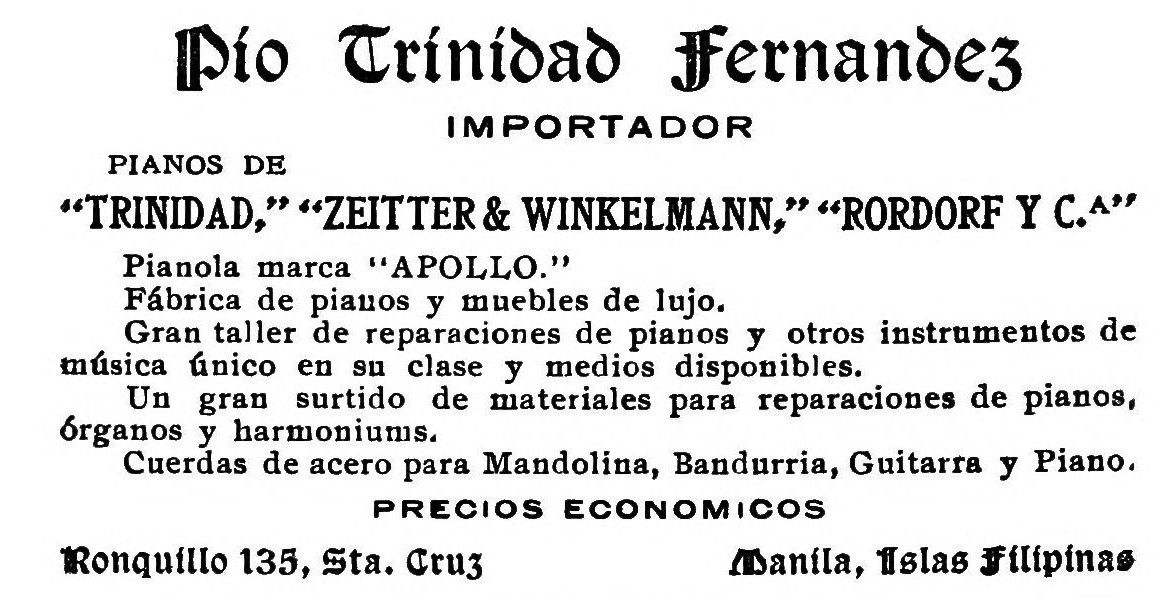 Pío Trinidad Fernandez
IMPORTADOR
PIANOS DE
“TRINIDAD,” “ZEITTER & WINKELMANN,” “RORDORF Y C.ᴬ”
Pianola marca “APOLLO.”
Fábrica de pianos y muebles de lujo.
Gran taller de reparaciones de pianos y otros instrumentos de
música único en su clase y medios disponibles.
Un gran surtido de materiales para reparaciones de pianos,
órganos y harmoniums.
Cuerdas de acero para Mandolina, Bandurria, Guitarra y Piano.
PRECIOS ECONOMICOS
Ronquillo 135, Sta. Cruz Manila, Islas Filipinas